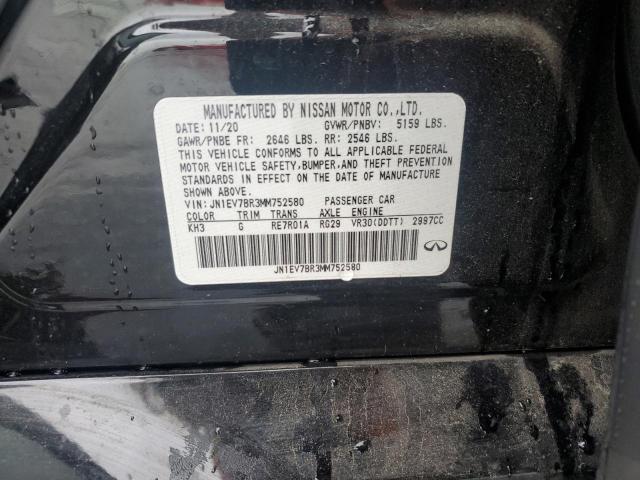 MANUFACTURED BY NISSAN MOTOR CO.,LTD.
DATE: 11/20 GVWR/PNBV: 5159 LBS.
GAWR/PNBE FR: 2646 LBS. RR: 2546 LBS.
THIS VEHICLE CONFORMS TO ALL APPLICABLE FEDERAL
MOTOR VEHICLE SAFETY, BUMPER, AND THEFT PREVENTION
STANDARDS IN EFFECT ON THE DATE OF MANUFACTURE
SHOWN ABOVE.
VIN: JN1EV7BR3MM752580 PASSENGER CAR
COLOR TRIM TRANS AXLE ENGINE
KH3 G RE7R01A RG29 VR30(DDTT) 2997CC
JN1EV7BR3MM752580
INFINITI